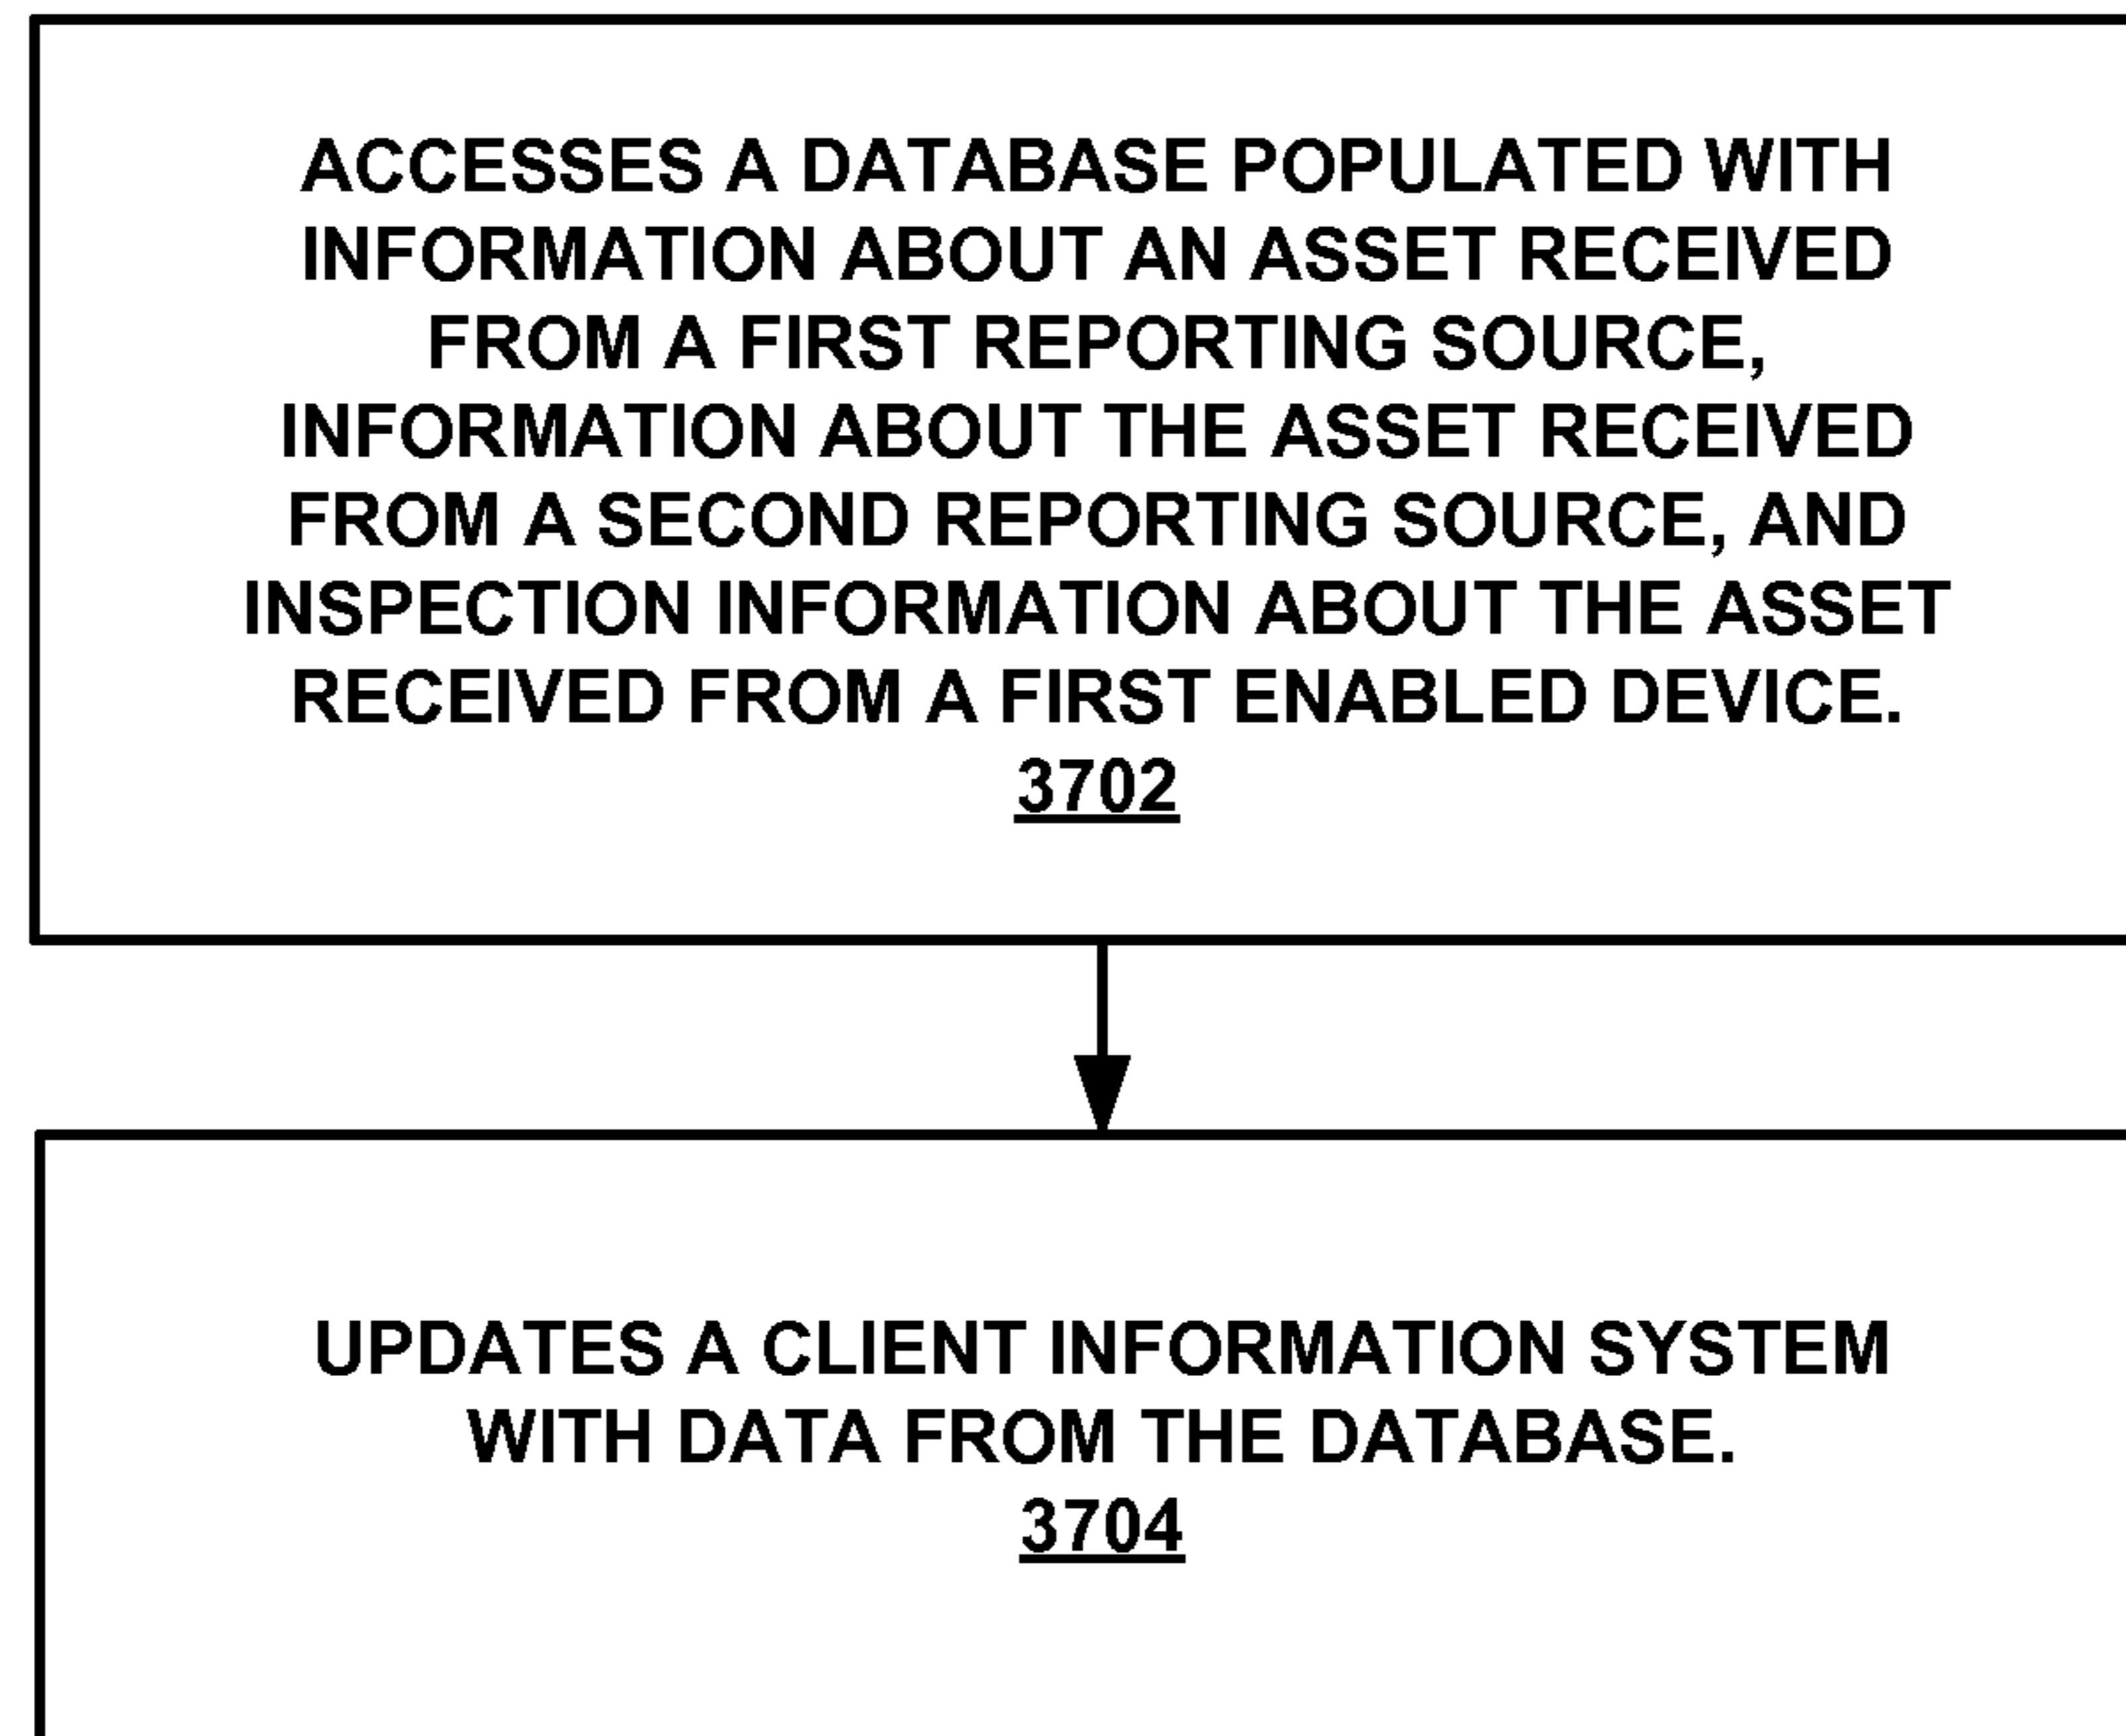 ACCESSES A DATABASE POPULATED WITH
INFORMATION ABOUT AN ASSET RECEIVED
FROM A FIRST REPORTING SOURCE,
INFORMATION ABOUT THE ASSET RECEIVED
FROM A SECOND REPORTING SOURCE, AND
INSPECTION INFORMATION ABOUT THE ASSET
RECEIVED FROM A FIRST ENABLED DEVICE.
3702
UPDATES A CLIENT INFORMATION SYSTEM
WITH DATA FROM THE DATABASE.
3704